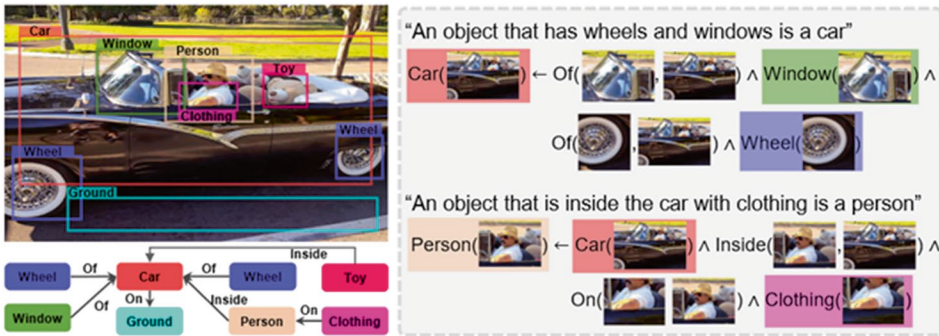 Car
Window
Person
Toy
Clothing
Wheel
Wheel
Ground
Inside
Wheel
Of
Car
Of
Wheel
Toy
Of
On
Inside
On
Window
Ground
Person
Clothing
“An object that has wheels and windows is a car”
Car( ) ← Of( , ) ∧ Window( ) ∧
Of( , ) ∧ Wheel( )
“An object that is inside the car with clothing is a person”
Person( ) ← Car( ) ∧ Inside( , ) ∧
On( , ) ∧ Clothing( )